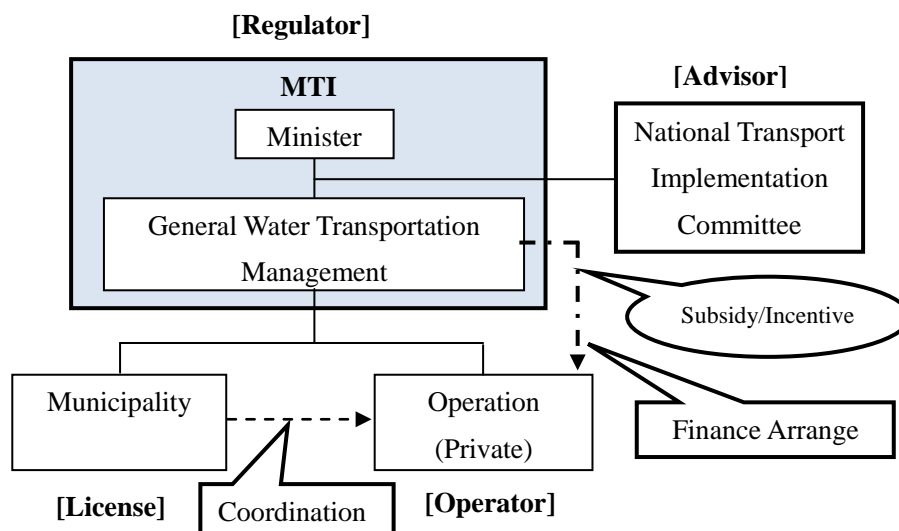 [Regulator]
MTI
[Advisor]
Minister
National Transport
Implementation
Committee
General Water Transportation
Management
Subsidy/Incentive
Municipality
Operation
(Private)
Finance Arrange
[License]
Coordination
[Operator]